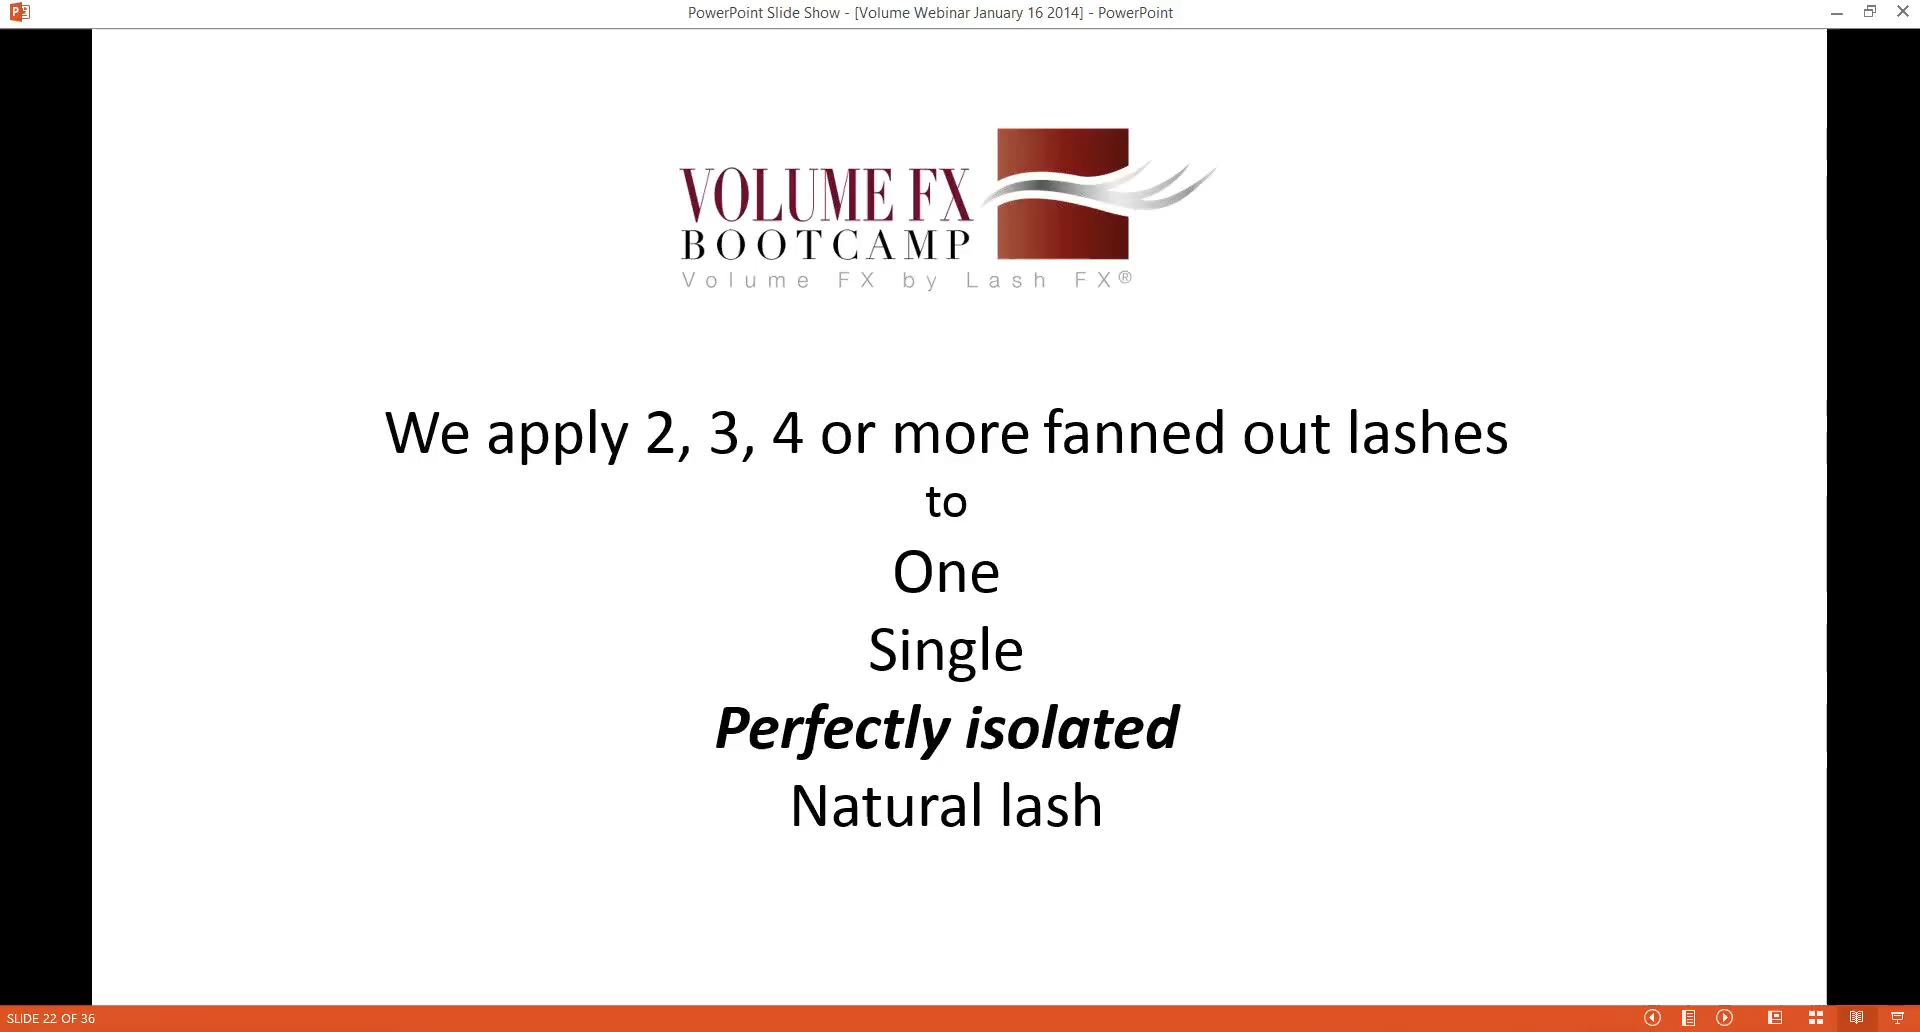 PowerPoint Slide Show - [Volume Webinar January 16 2014] - PowerPoint
VOLUME FX
BOOTCAMP
Volume FX by Lash FX®
We apply 2, 3, 4 or more fanned out lashes
to
One
Single
Perfectly isolated
Natural lash
SLIDE 22 OF 36